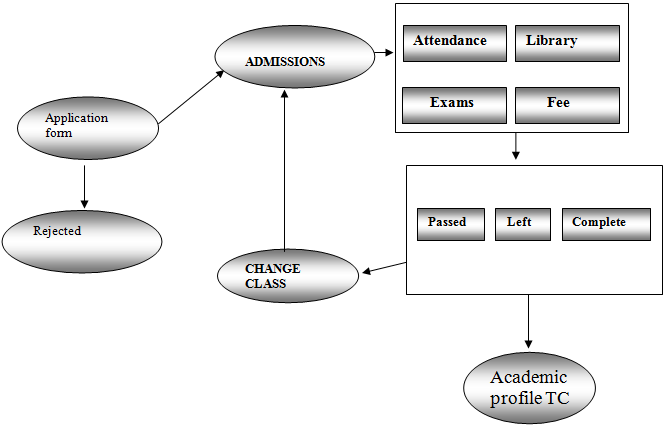 ADMISSIONS
Attendance
Library
Exams
Fee
Application
form
Rejected
Passed
Left
Complete
CHANGE
CLASS
Academic
profile TC